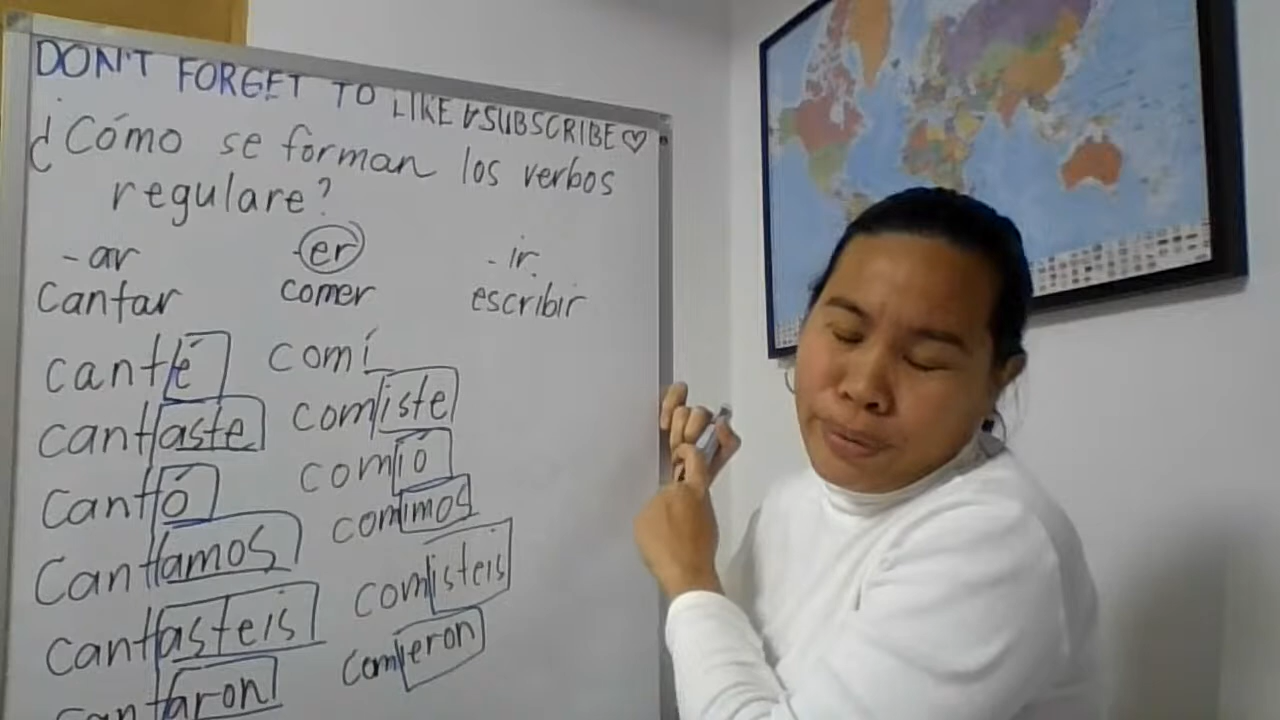 DON'T FORGET TO LIKE & SUBSCRIBE ♡
¿Cómo se forman los verbos
regulare?
-ar -er -ir
Cantar comer escribir
canté comí
cantaste comiste
cantó comió
Cantamos comimos
cantasteis comisteis
cantaron comieron